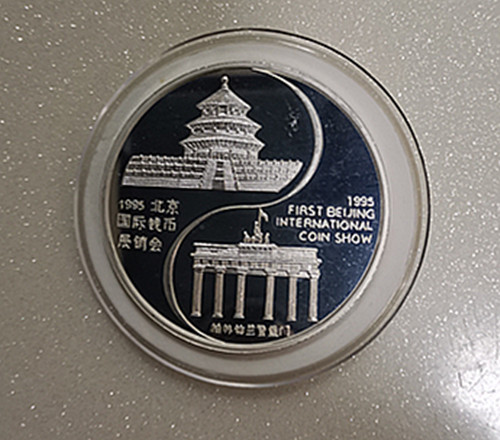 1995 北京
国际钱币
展销会
1995
FIRST BEIJING
INTERNATIONAL
COIN SHOW